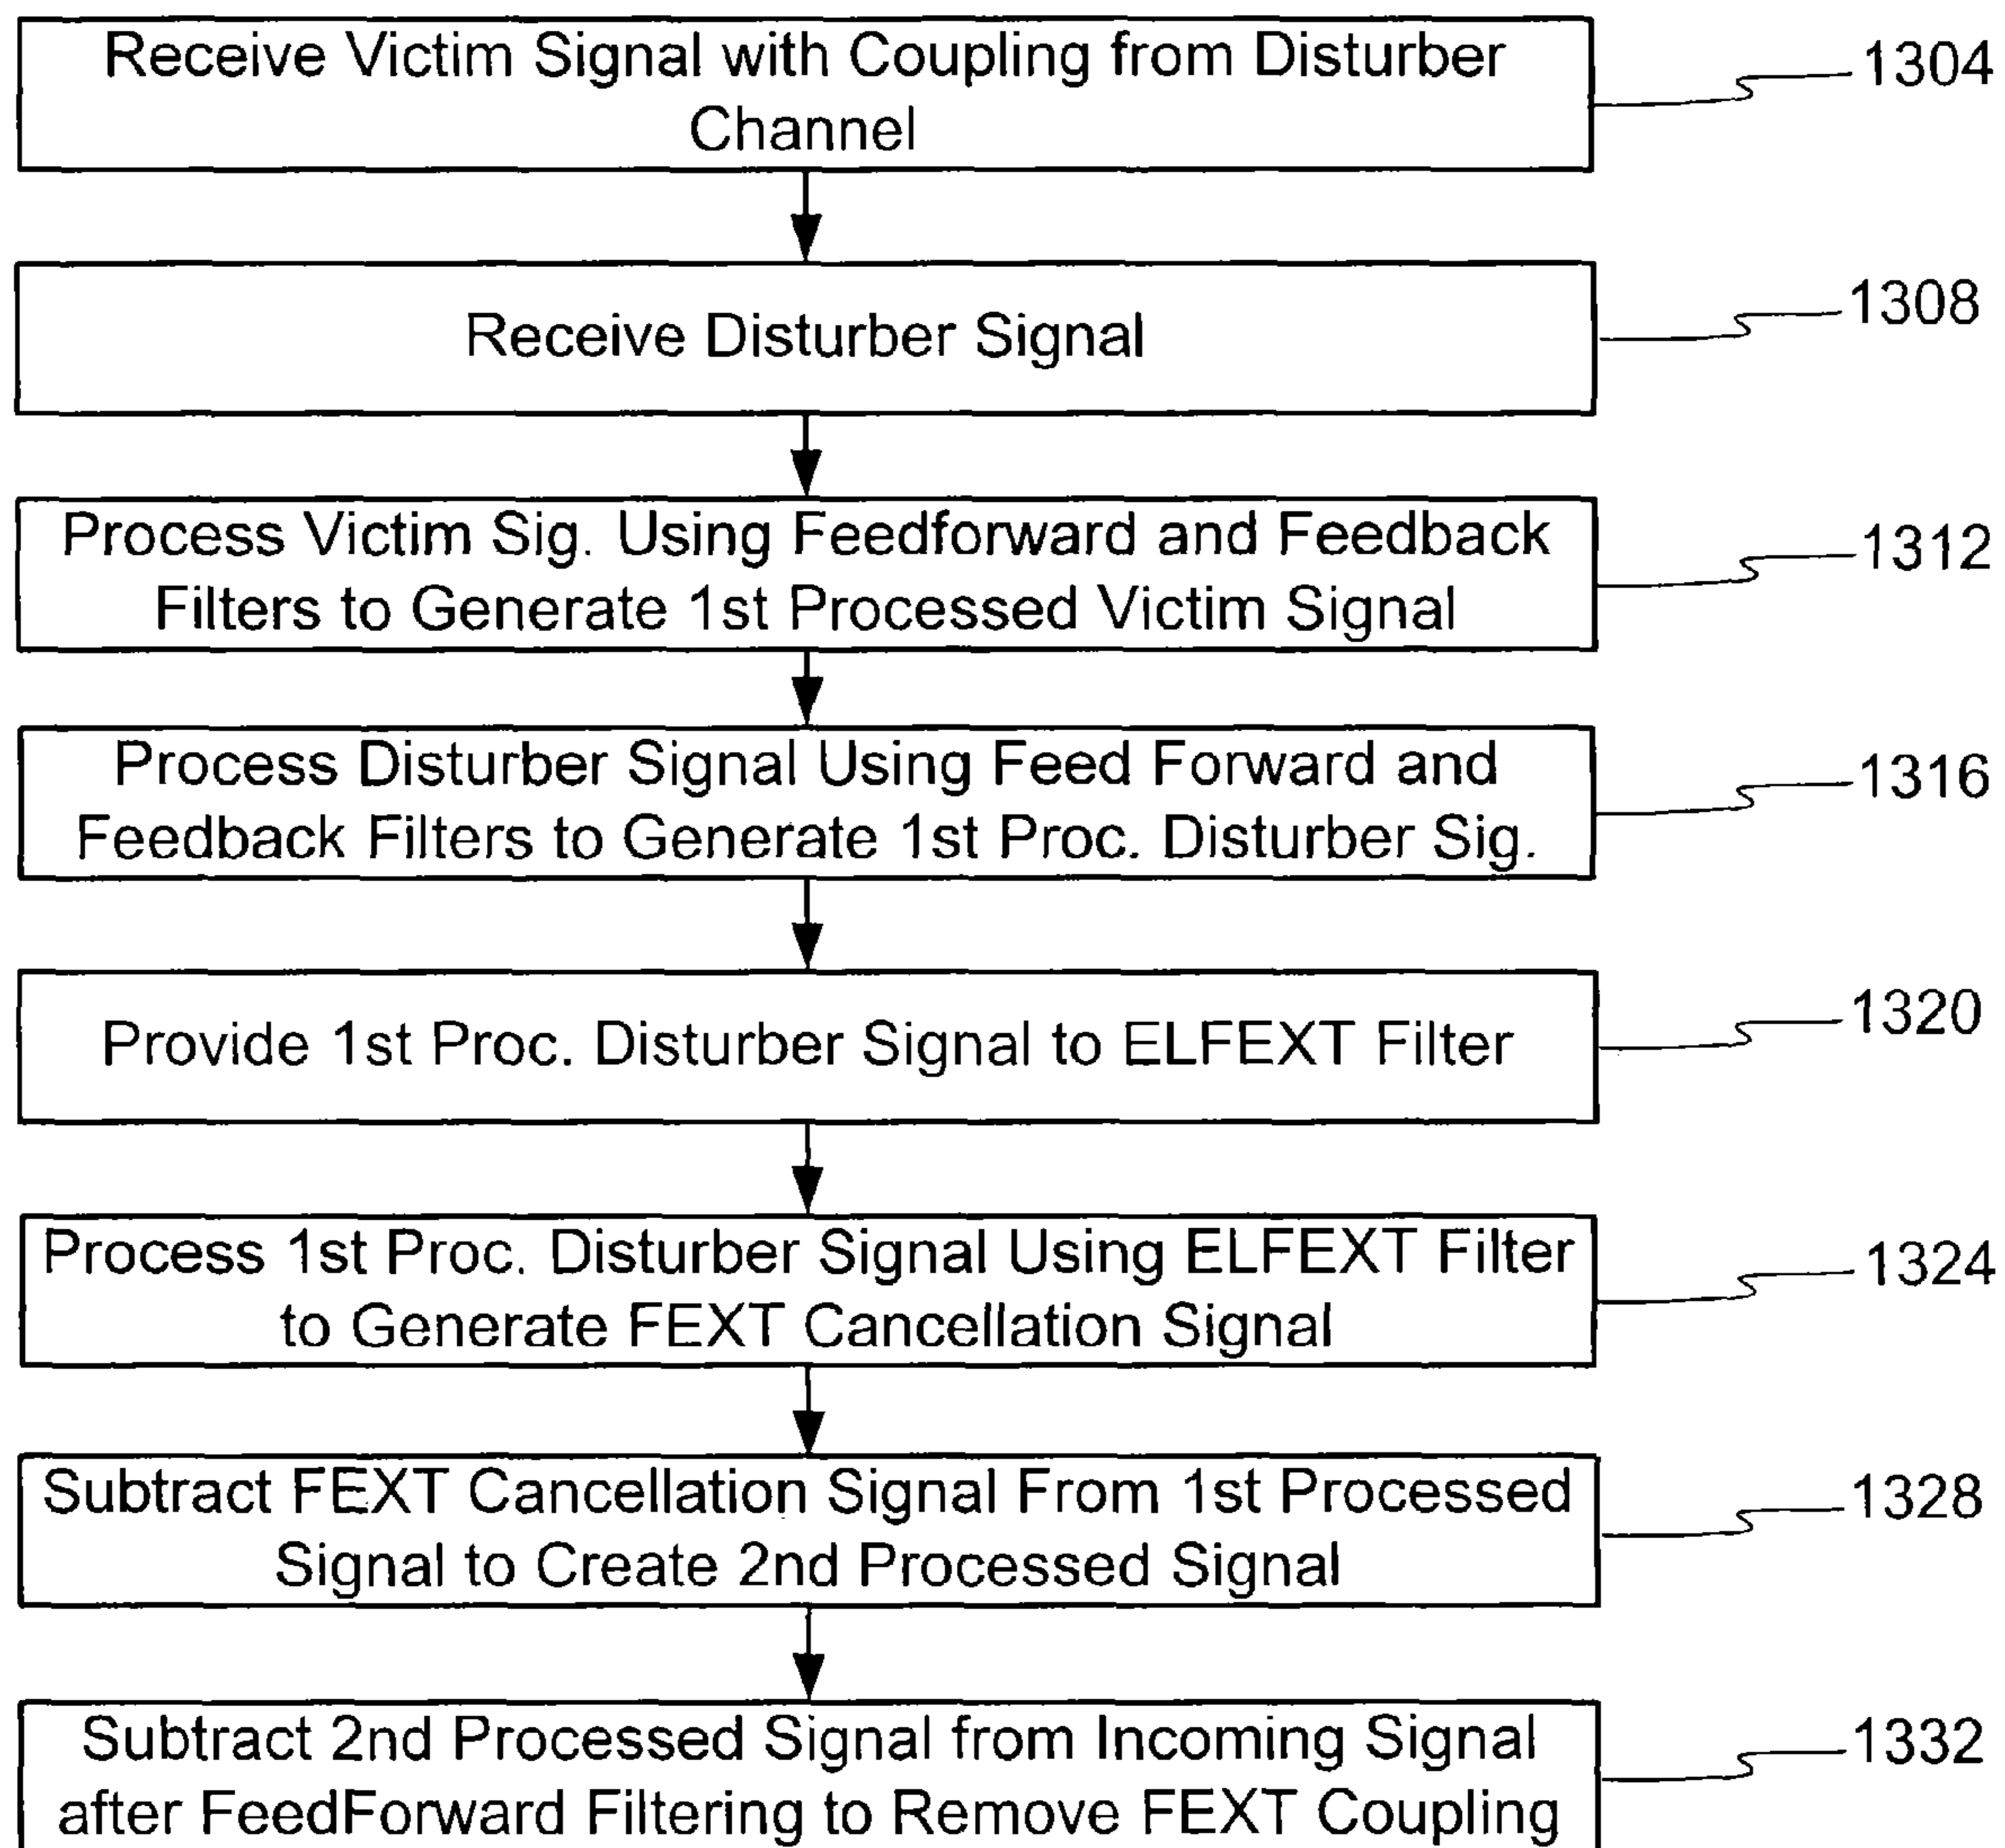 Receive Victim Signal with Coupling from Disturber
Channel
1304
Receive Disturber Signal
1308
Process Victim Sig. Using Feedforward and Feedback
Filters to Generate 1st Processed Victim Signal
1312
Process Disturber Signal Using Feed Forward and
Feedback Filters to Generate 1st Proc. Disturber Sig.
1316
Provide 1st Proc. Disturber Signal to ELFEXT Filter
1320
Process 1st Proc. Disturber Signal Using ELFEXT Filter
to Generate FEXT Cancellation Signal
1324
Subtract FEXT Cancellation Signal From 1st Processed
Signal to Create 2nd Processed Signal
1328
Subtract 2nd Processed Signal from Incoming Signal
after FeedForward Filtering to Remove FEXT Coupling
1332